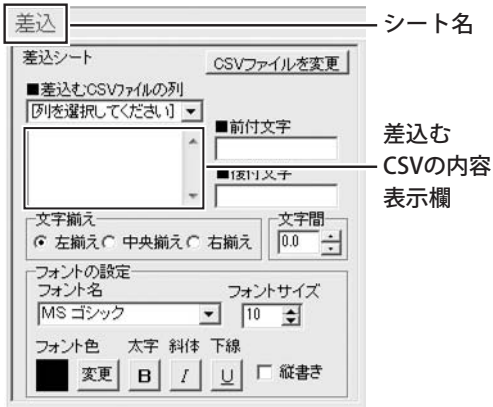 差込
シート名
差込シート
CSVファイルを変更
■差込むCSVファイルの列
[列を選択してください]
■前付文字
差込む
CSVの内容
表示欄
■後付文字
文字揃え
左揃え 中央揃え 右揃え
文字間
0.0
フォントの設定
フォント名
フォントサイズ
MS ゴシック
10
フォント色 太字 斜体 下線
変更 B I U 縦書き